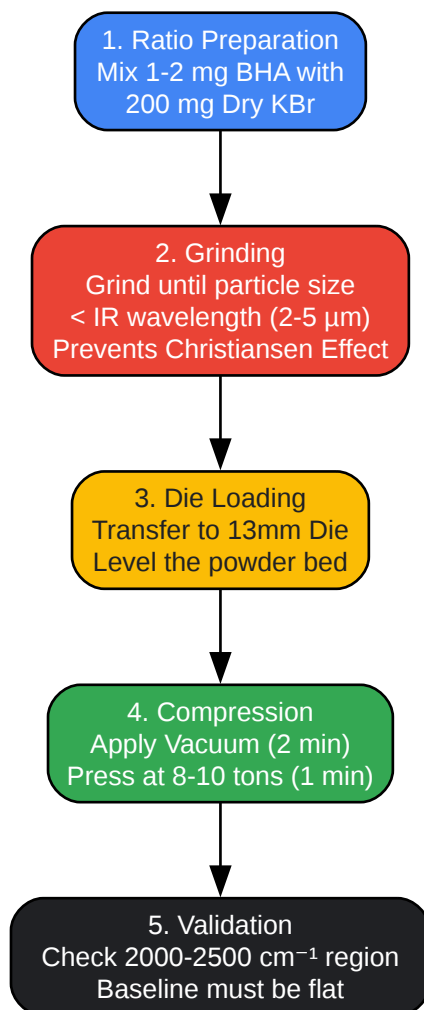 1. Ratio Preparation
Mix 1-2 mg BHA with
200 mg Dry KBr
2. Grinding
Grind until particle size
< IR wavelength (2-5 µm)
Prevents Christiansen Effect
3. Die Loading
Transfer to 13mm Die
Level the powder bed
4. Compression
Apply Vacuum (2 min)
Press at 8-10 tons (1 min)
5. Validation
Check 2000-2500 cm⁻¹ region
Baseline must be flat